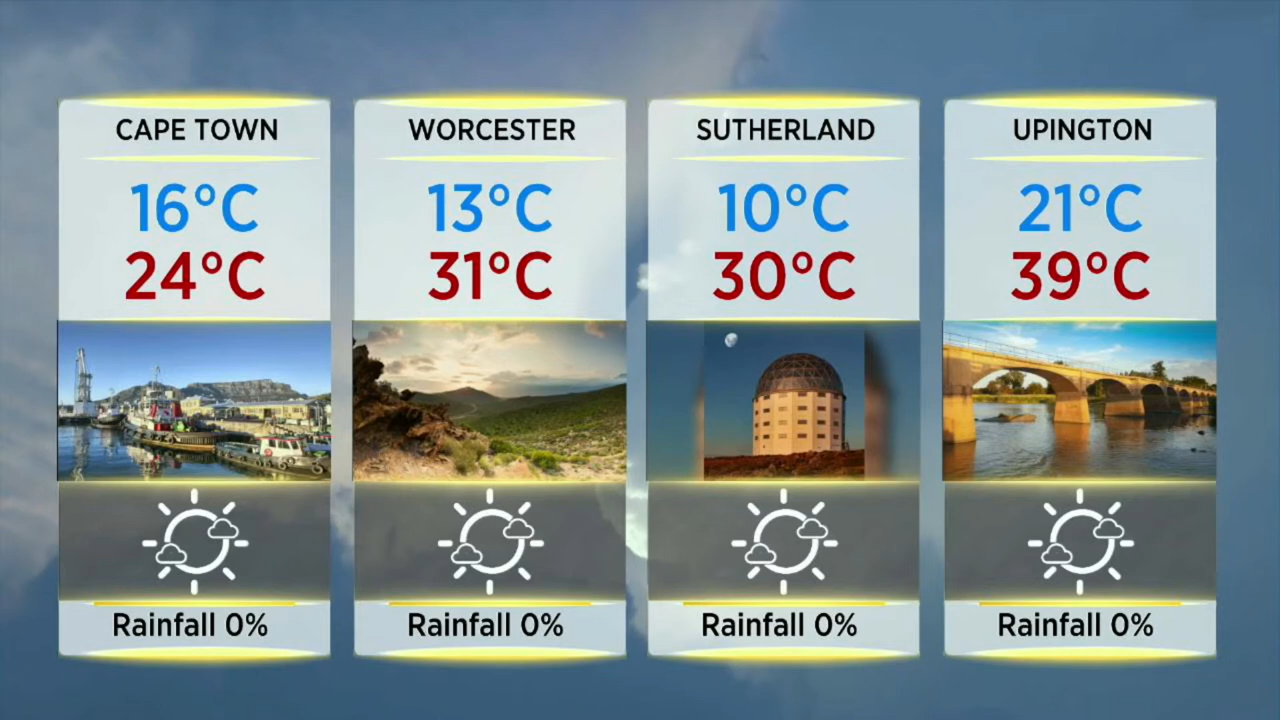 CAPE TOWN
16°C
24°C
Rainfall 0%
WORCESTER
13°C
31°C
Rainfall 0%
SUTHERLAND
10°C
30°C
Rainfall 0%
UPINGTON
21°C
39°C
Rainfall 0%